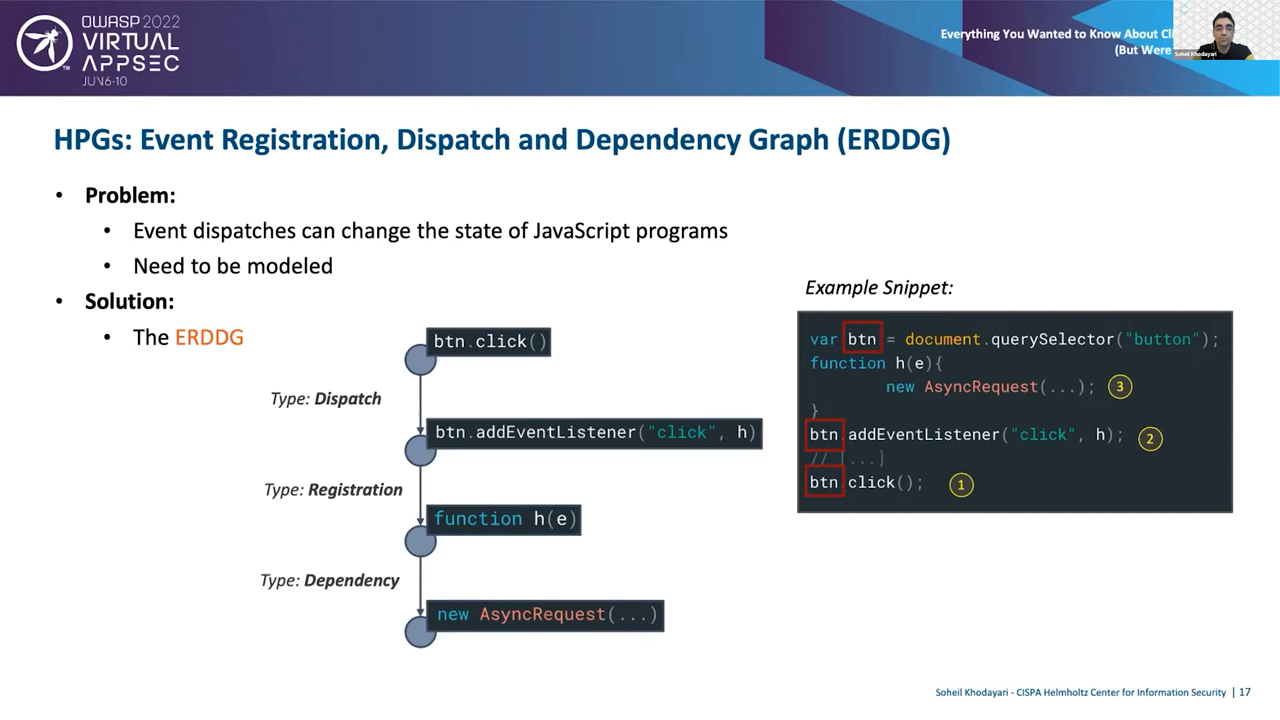 OWASP 2022
VIRTUAL
APPSEC
JUN 6-10
TM
Everything You Wanted to Know About
(But Were
Soheil Khodayari
HPGs: Event Registration, Dispatch and Dependency Graph (ERDDG)
• Problem:
• Event dispatches can change the state of JavaScript programs
• Need to be modeled
• Solution:
• The ERDDG
btn.click()
Type: Dispatch
btn.addEventListener("click", h)
Type: Registration
function h(e)
Type: Dependency
new AsyncRequest(...)
Example Snippet:
var btn = document.querySelector("button");
function h(e){
new AsyncRequest(...); 3
}
btn.addEventListener("click", h); 2
// [...]
btn.click(); 1
Soheil Khodayari - CISPA Helmholtz Center for Information Security | 17